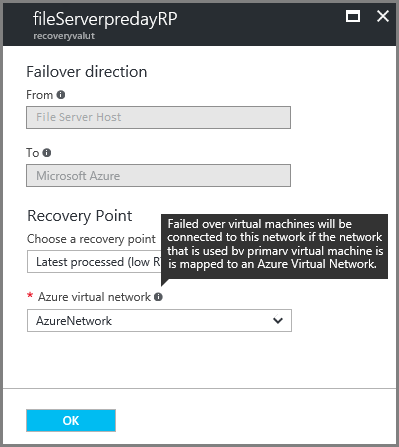 fileServerpredayRP
recoveryvalut
Failover direction
From
File Server Host
To
Microsoft Azure
Recovery Point
Choose a recovery point
Latest processed (low R
Failed over virtual machines will be
connected to this network if the network
that is used by primary virtual machine is
is mapped to an Azure Virtual Network.
* Azure virtual network
AzureNetwork
OK